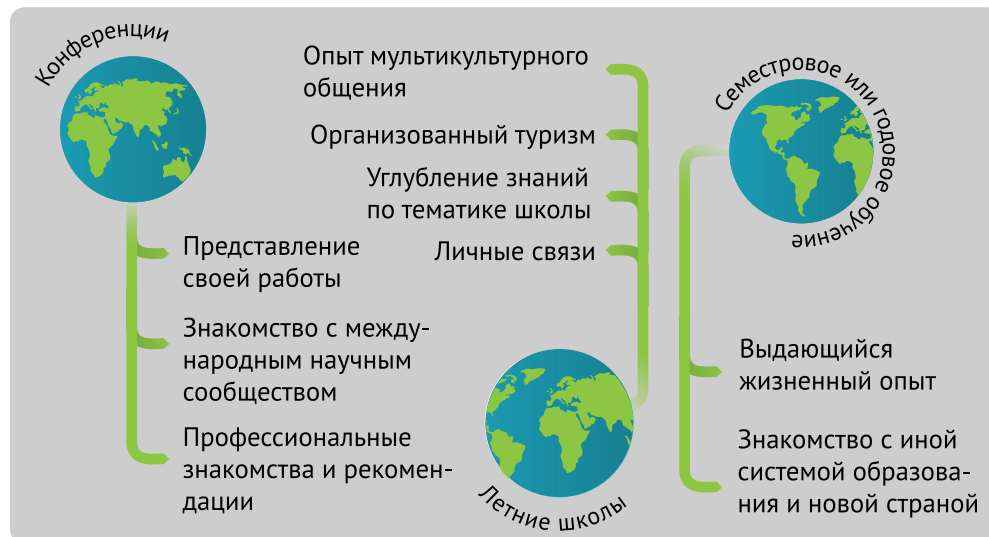 Конференции
Представление
своей работы
Знакомство с между-
народным научным
сообществом
Профессиональные
знакомства и рекомен-
дации
Опыт мультикультурного
общения
Организованный туризм
Углубление знаний
по тематике школы
Личные связи
Летние школы
Семестровое или годовое обучение
Выдающийся
жизненный опыт
Знакомство с иной
системой образова-
ния и новой страной